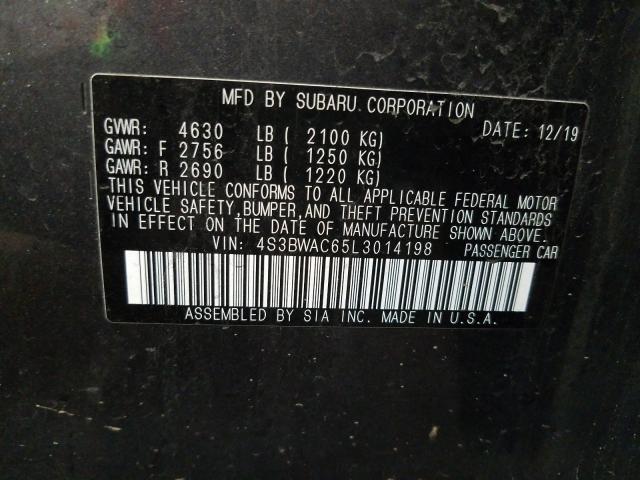 MFD BY SUBARU CORPORATION
GVWR: 4630 LB ( 2100 KG) DATE: 12/19
GAWR: F 2756 LB ( 1250 KG)
GAWR: R 2690 LB ( 1220 KG)
THIS VEHICLE CONFORMS TO ALL APPLICABLE FEDERAL MOTOR
VEHICLE SAFETY,BUMPER,AND THEFT PREVENTION STANDARDS
IN EFFECT ON THE DATE OF MANUFACTURE SHOWN ABOVE.
VIN: 4S3BWAC65L3014198 PASSENGER CAR
ASSEMBLED BY SIA INC. MADE IN U.S.A.